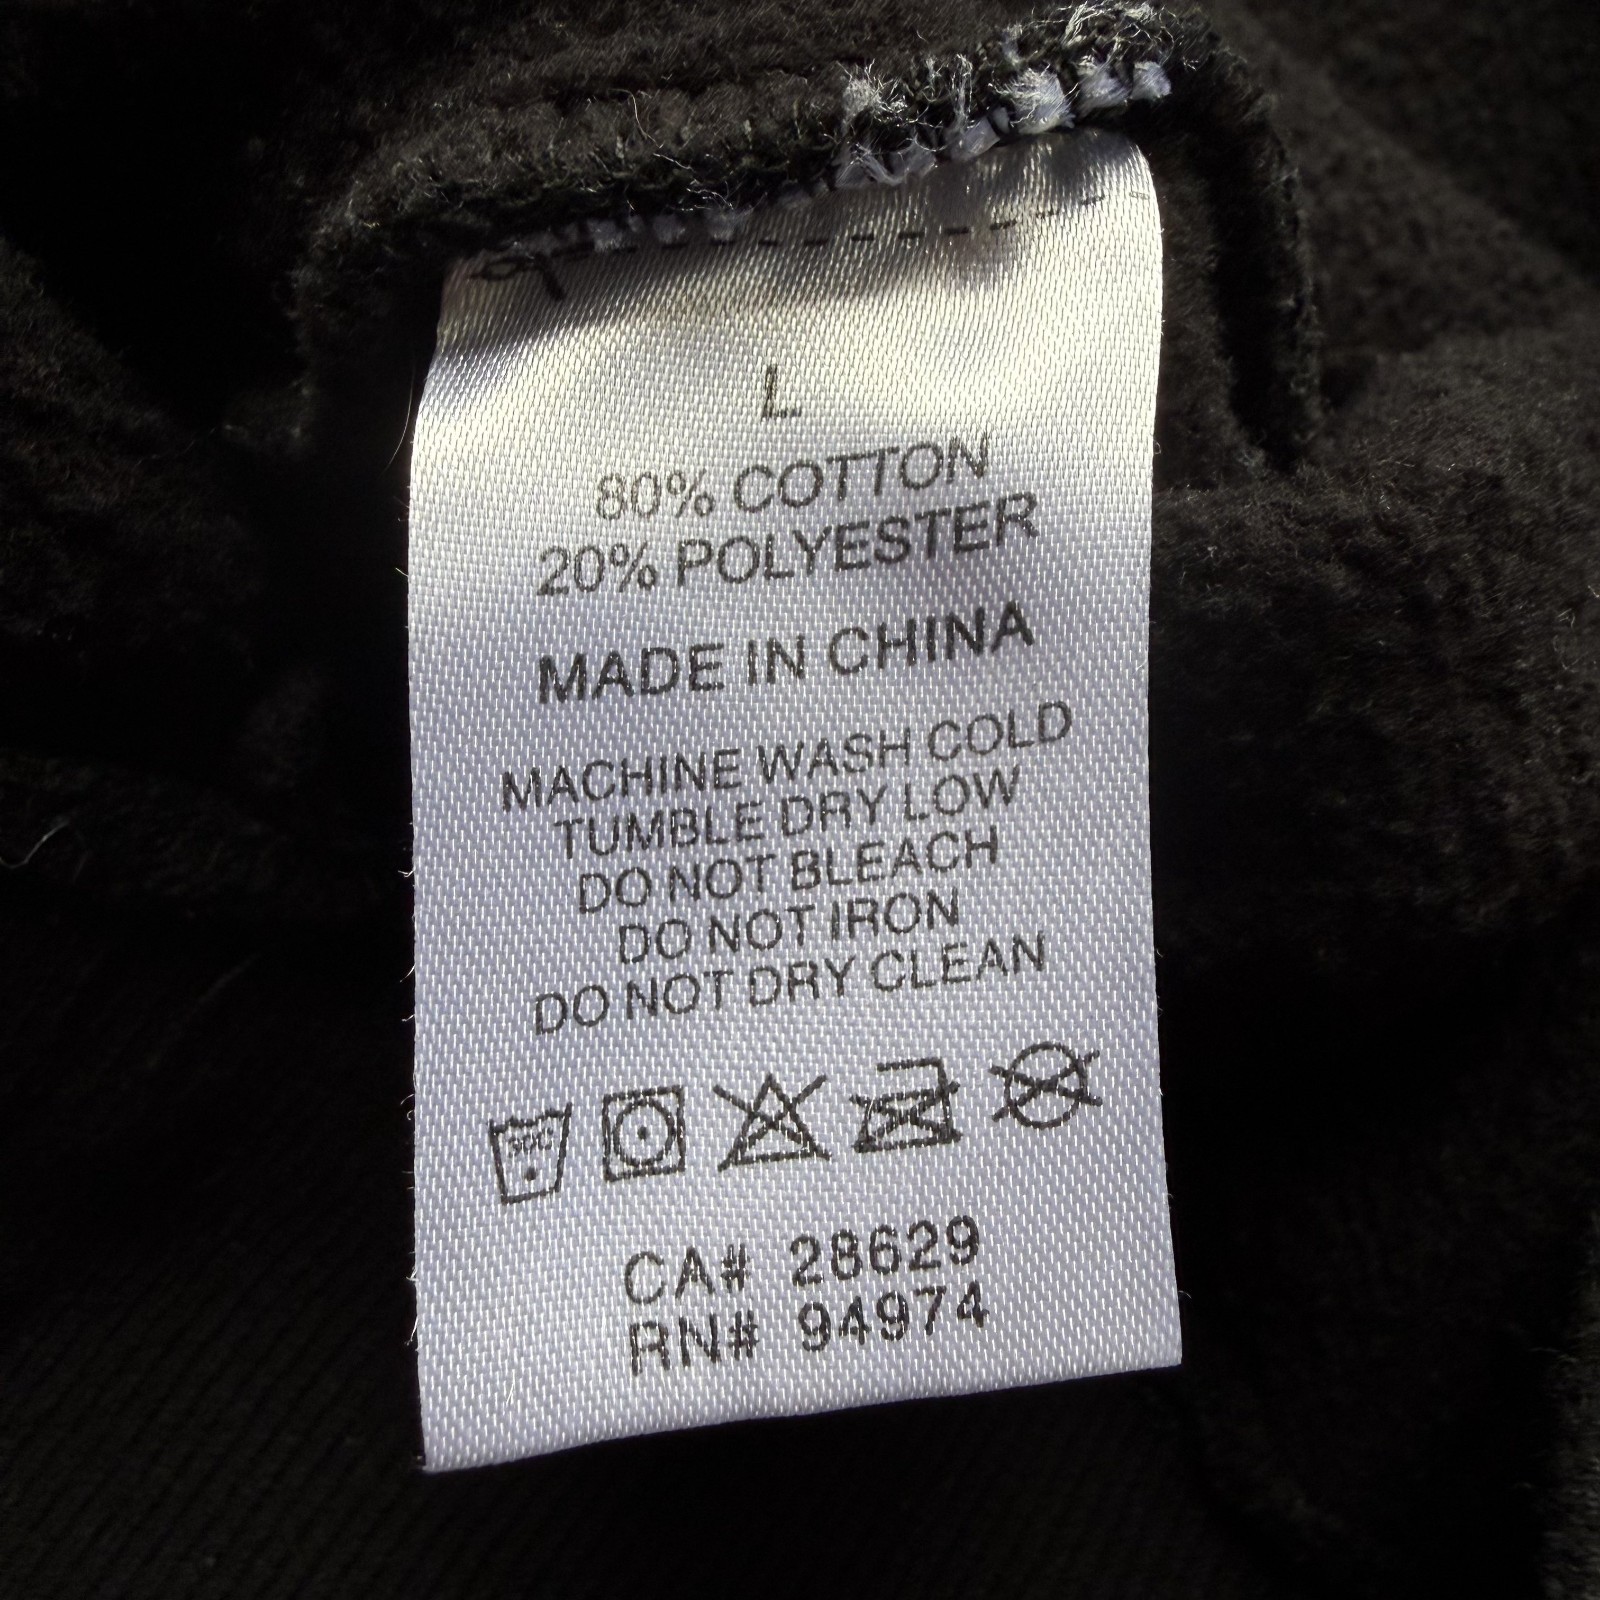 L
80% COTTON
20% POLYESTER
MADE IN CHINA
MACHINE WASH COLD
TUMBLE DRY LOW
DO NOT BLEACH
DO NOT IRON
DO NOT DRY CLEAN
30C
CA# 28629
RN# 94974